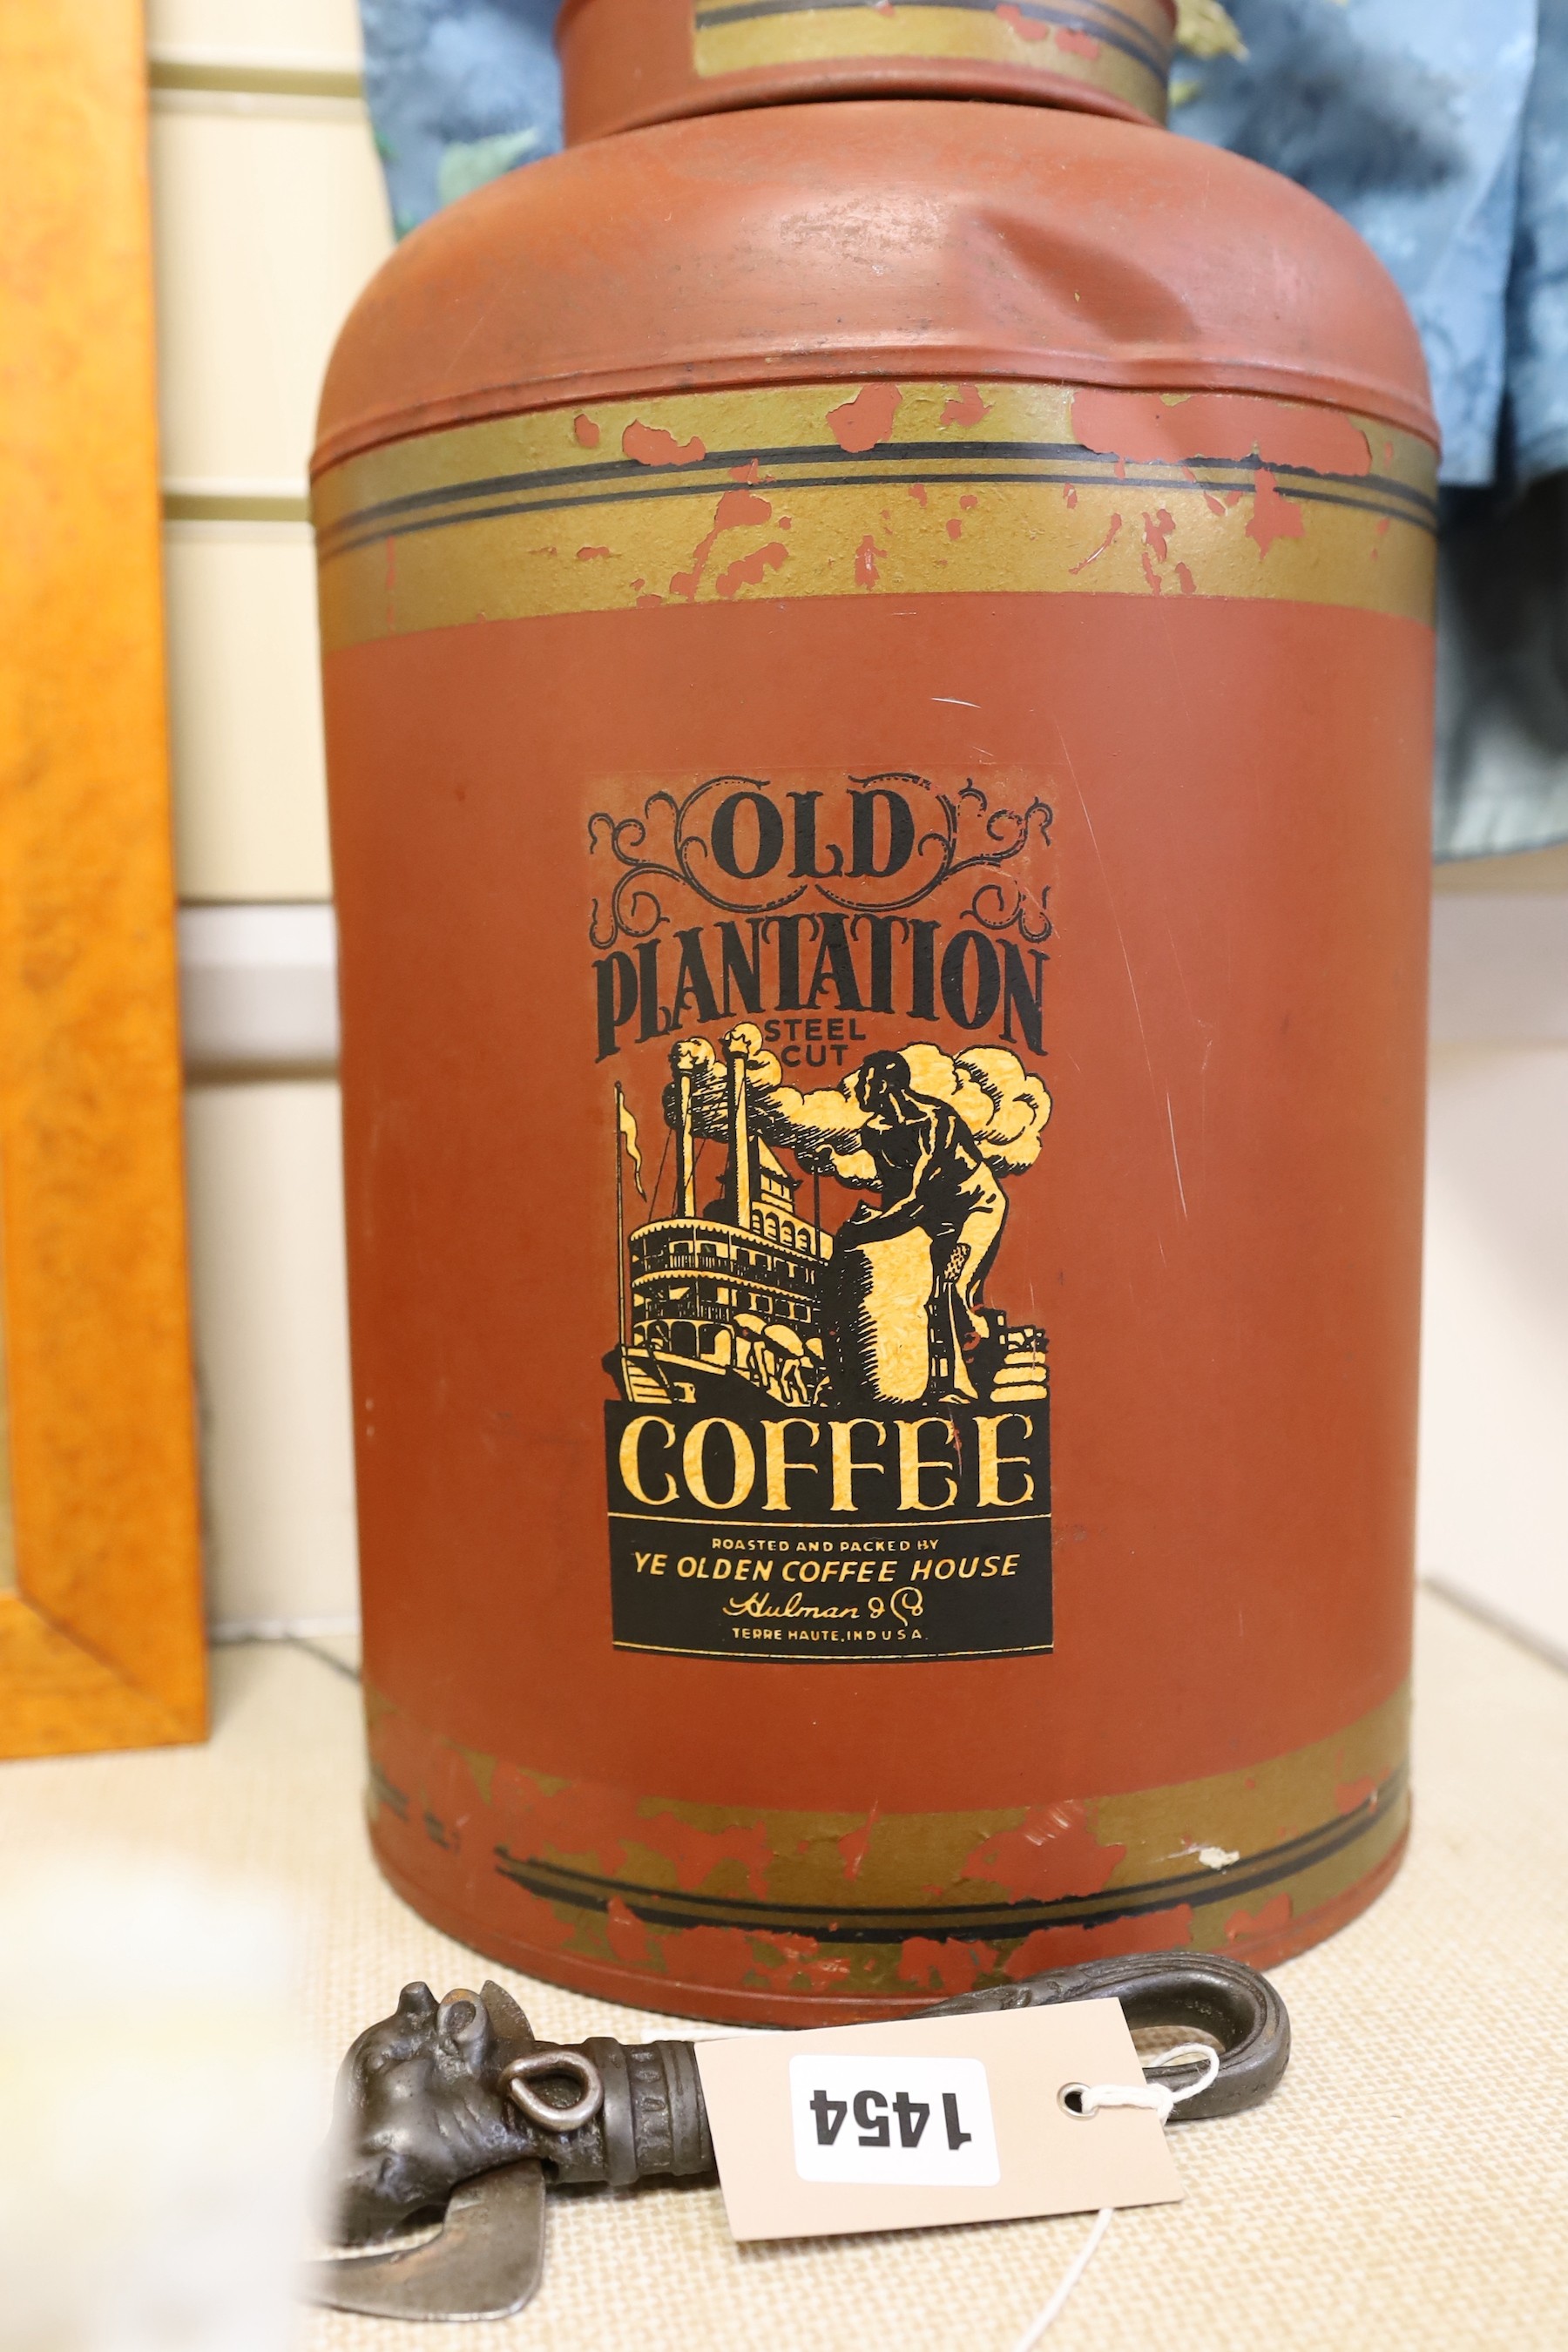 OLD
PLANTATION
STEEL
CUT
COFFEE
ROASTED AND PACKED BY
YE OLDEN COFFEE HOUSE
Hulman & Co
TERRE HAUTE, IND U.S.A.
1454